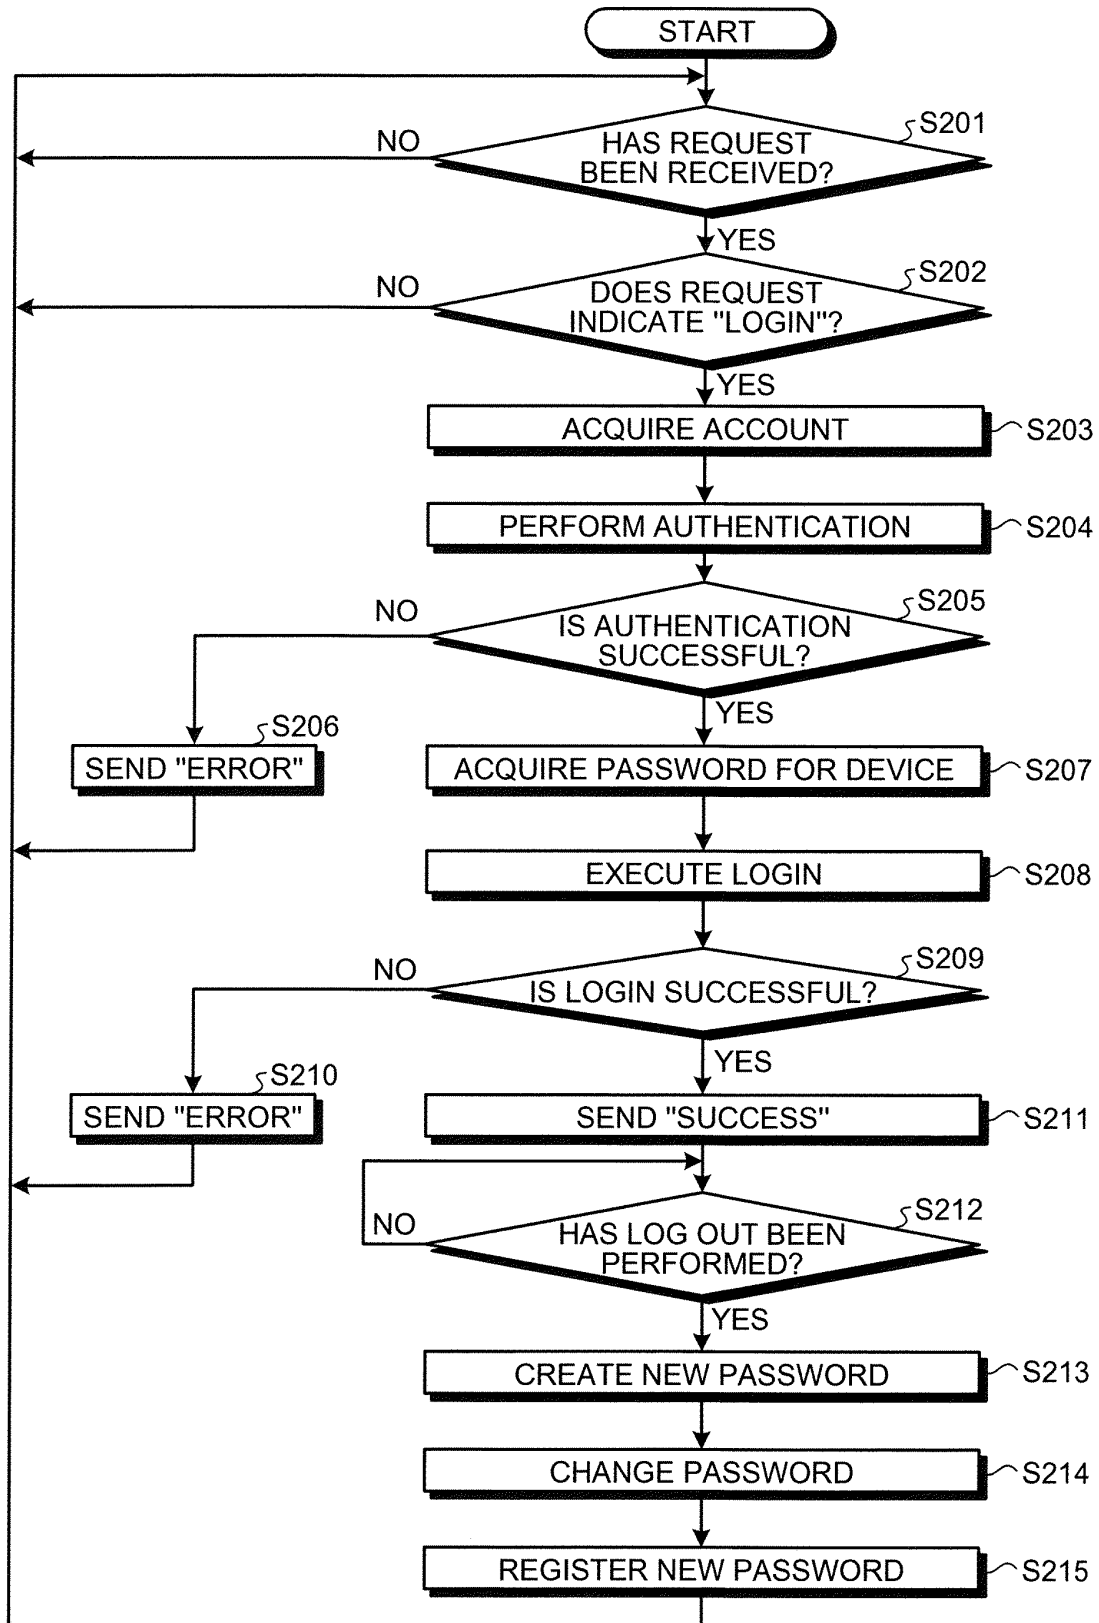 START
S201
NO
HAS REQUEST
BEEN RECEIVED?
YES
S202
NO
DOES REQUEST
INDICATE "LOGIN"?
YES
ACQUIRE ACCOUNT
S203
PERFORM AUTHENTICATION
S204
S205
NO
IS AUTHENTICATION
SUCCESSFUL?
YES
S206
SEND "ERROR"
ACQUIRE PASSWORD FOR DEVICE
S207
EXECUTE LOGIN
S208
S209
NO
IS LOGIN SUCCESSFUL?
YES
S210
SEND "ERROR"
SEND "SUCCESS"
S211
S212
NO
HAS LOG OUT BEEN
PERFORMED?
YES
CREATE NEW PASSWORD
S213
CHANGE PASSWORD
S214
REGISTER NEW PASSWORD
S215